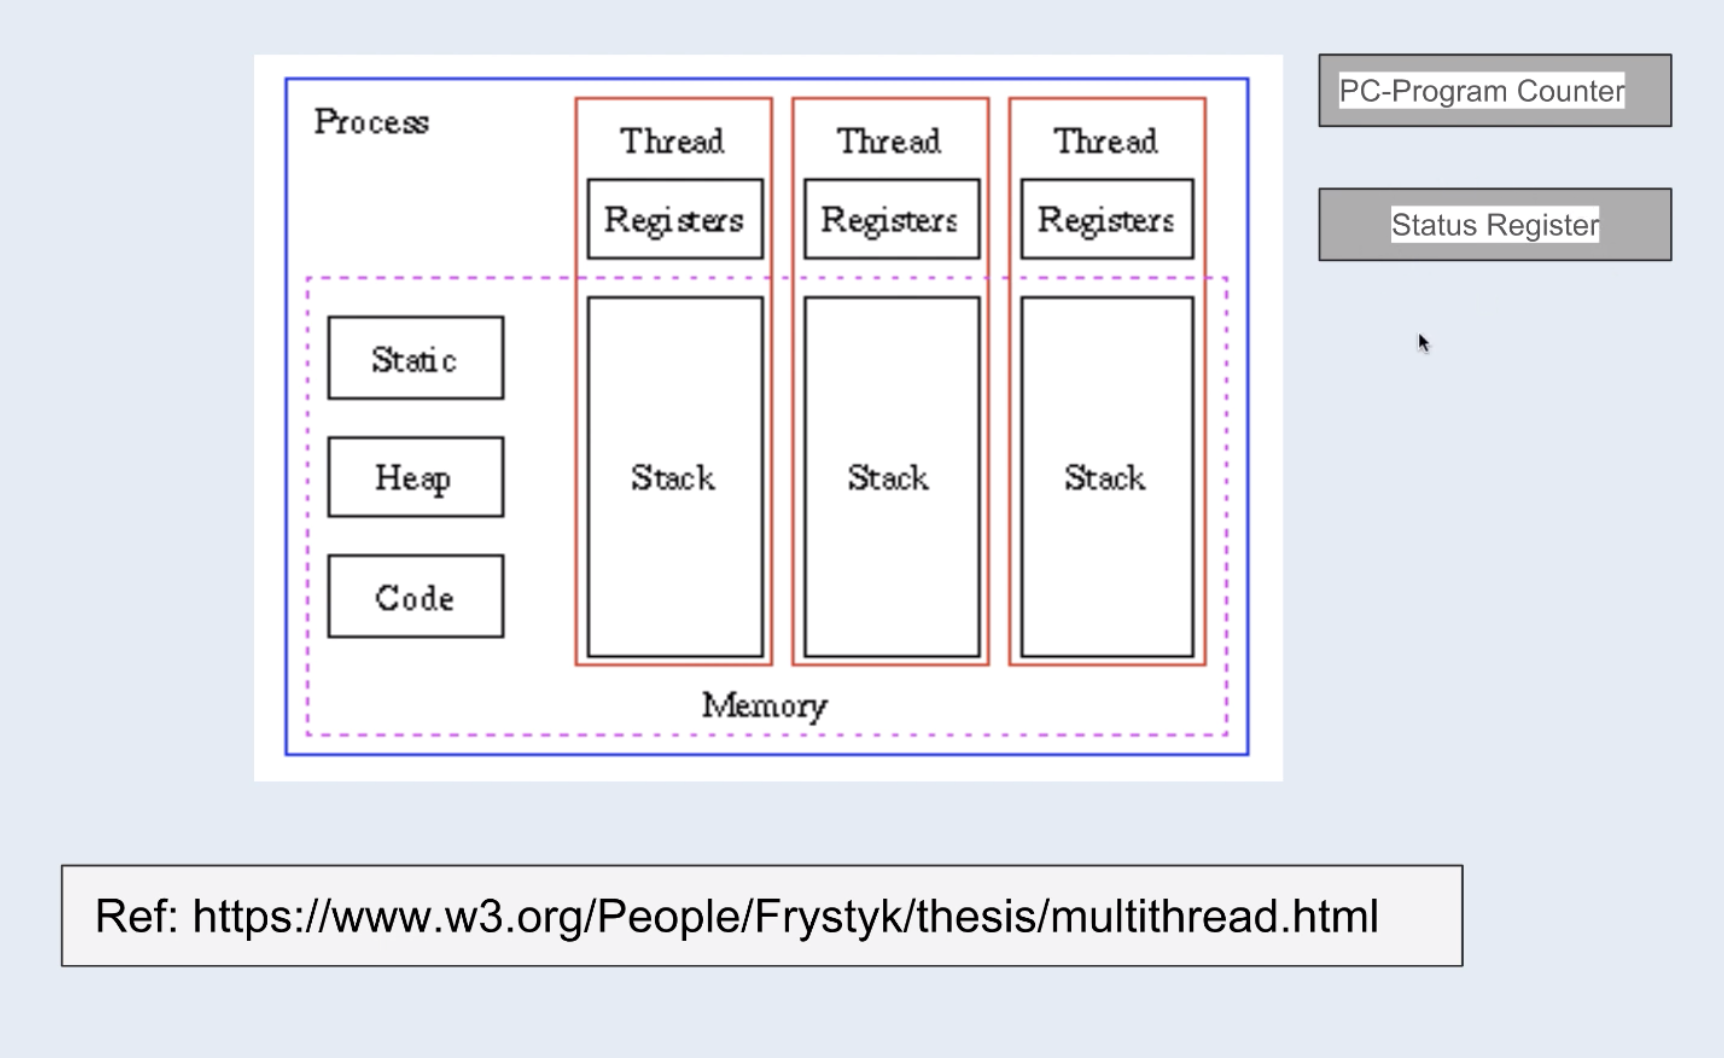 Process
Thread
Thread
Thread
Registers
Registers
Registers
Static
Heap
Code
Stack
Stack
Stack
Memory
PC-Program Counter
Status Register
Ref: https://www.w3.org/People/Frystyk/thesis/multithread.html